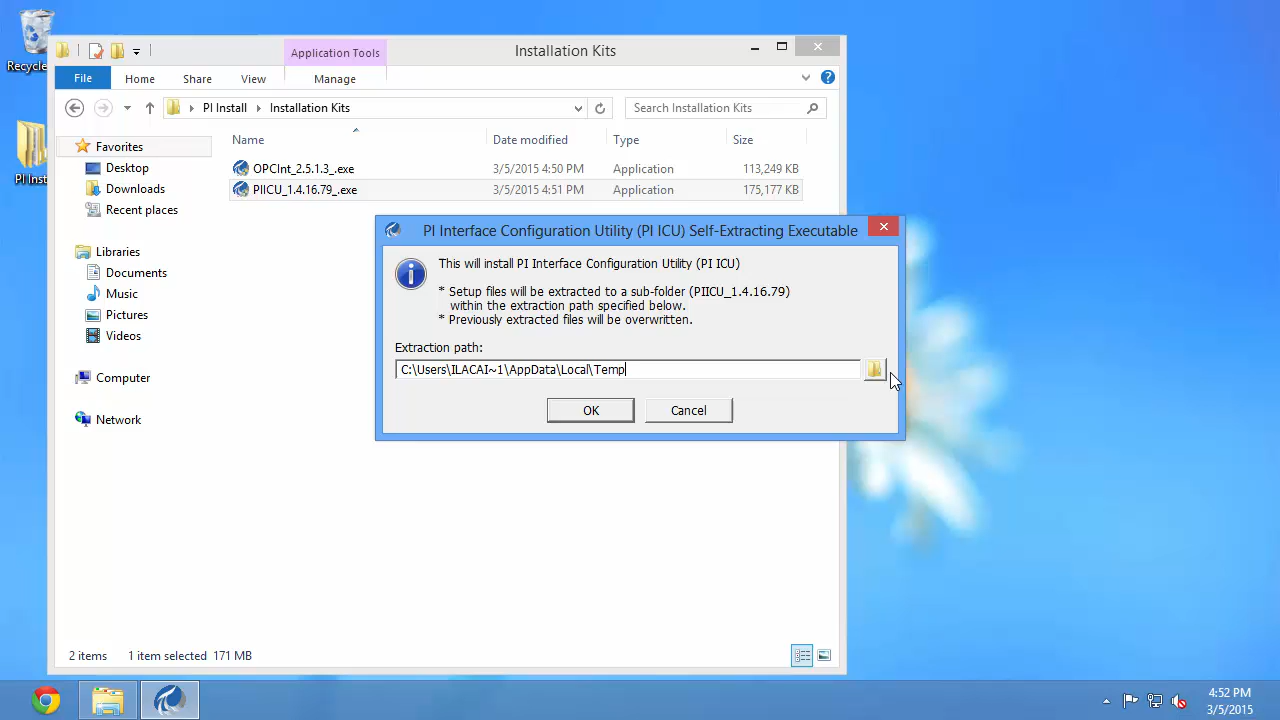 Recycle
PI Inst
Application Tools
Installation Kits
File
Home
Share
View
Manage
PI Install
Installation Kits
Search Installation Kits
Name
Date modified
Type
Size
OPCInt_2.5.1.3_.exe
3/5/2015 4:50 PM
Application
113,249 KB
PIICU_1.4.16.79_.exe
3/5/2015 4:51 PM
Application
175,177 KB
Favorites
Desktop
Downloads
Recent places
Libraries
Documents
Music
Pictures
Videos
Computer
Network
PI Interface Configuration Utility (PI ICU) Self-Extracting Executable
This will install PI Interface Configuration Utility (PI ICU)
* Setup files will be extracted to a sub-folder (PIICU_1.4.16.79)
within the extraction path specified below.
* Previously extracted files will be overwritten.
Extraction path:
C:\Users\ILACAI~1\AppData\Local\Temp
OK
Cancel
2 items
1 item selected 171 MB
4:52 PM
3/5/2015